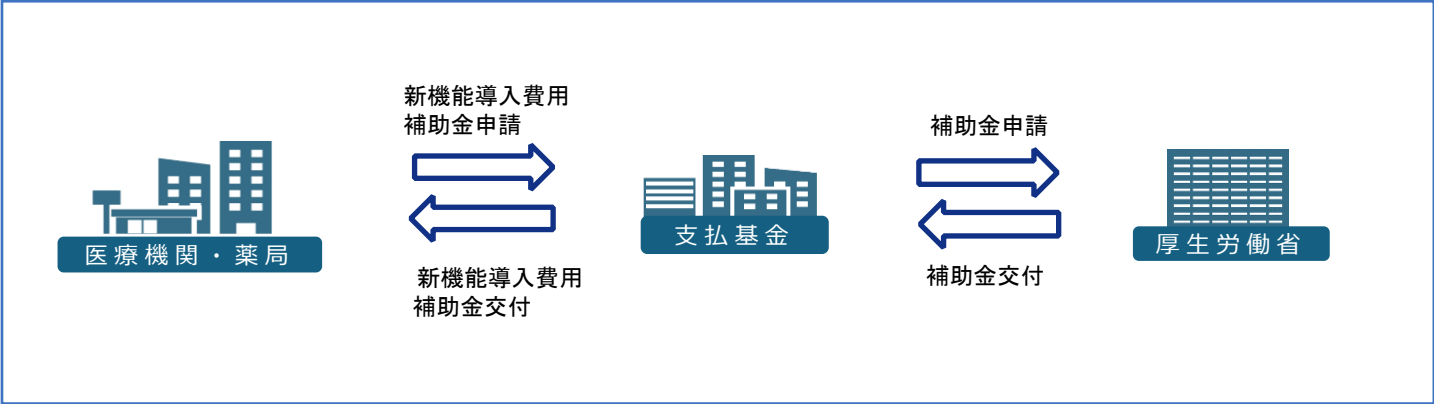 新機能導入費用
補助金申請
補助金申請
医療機関・薬局
支払基金
厚生労働省
新機能導入費用
補助金交付
補助金交付